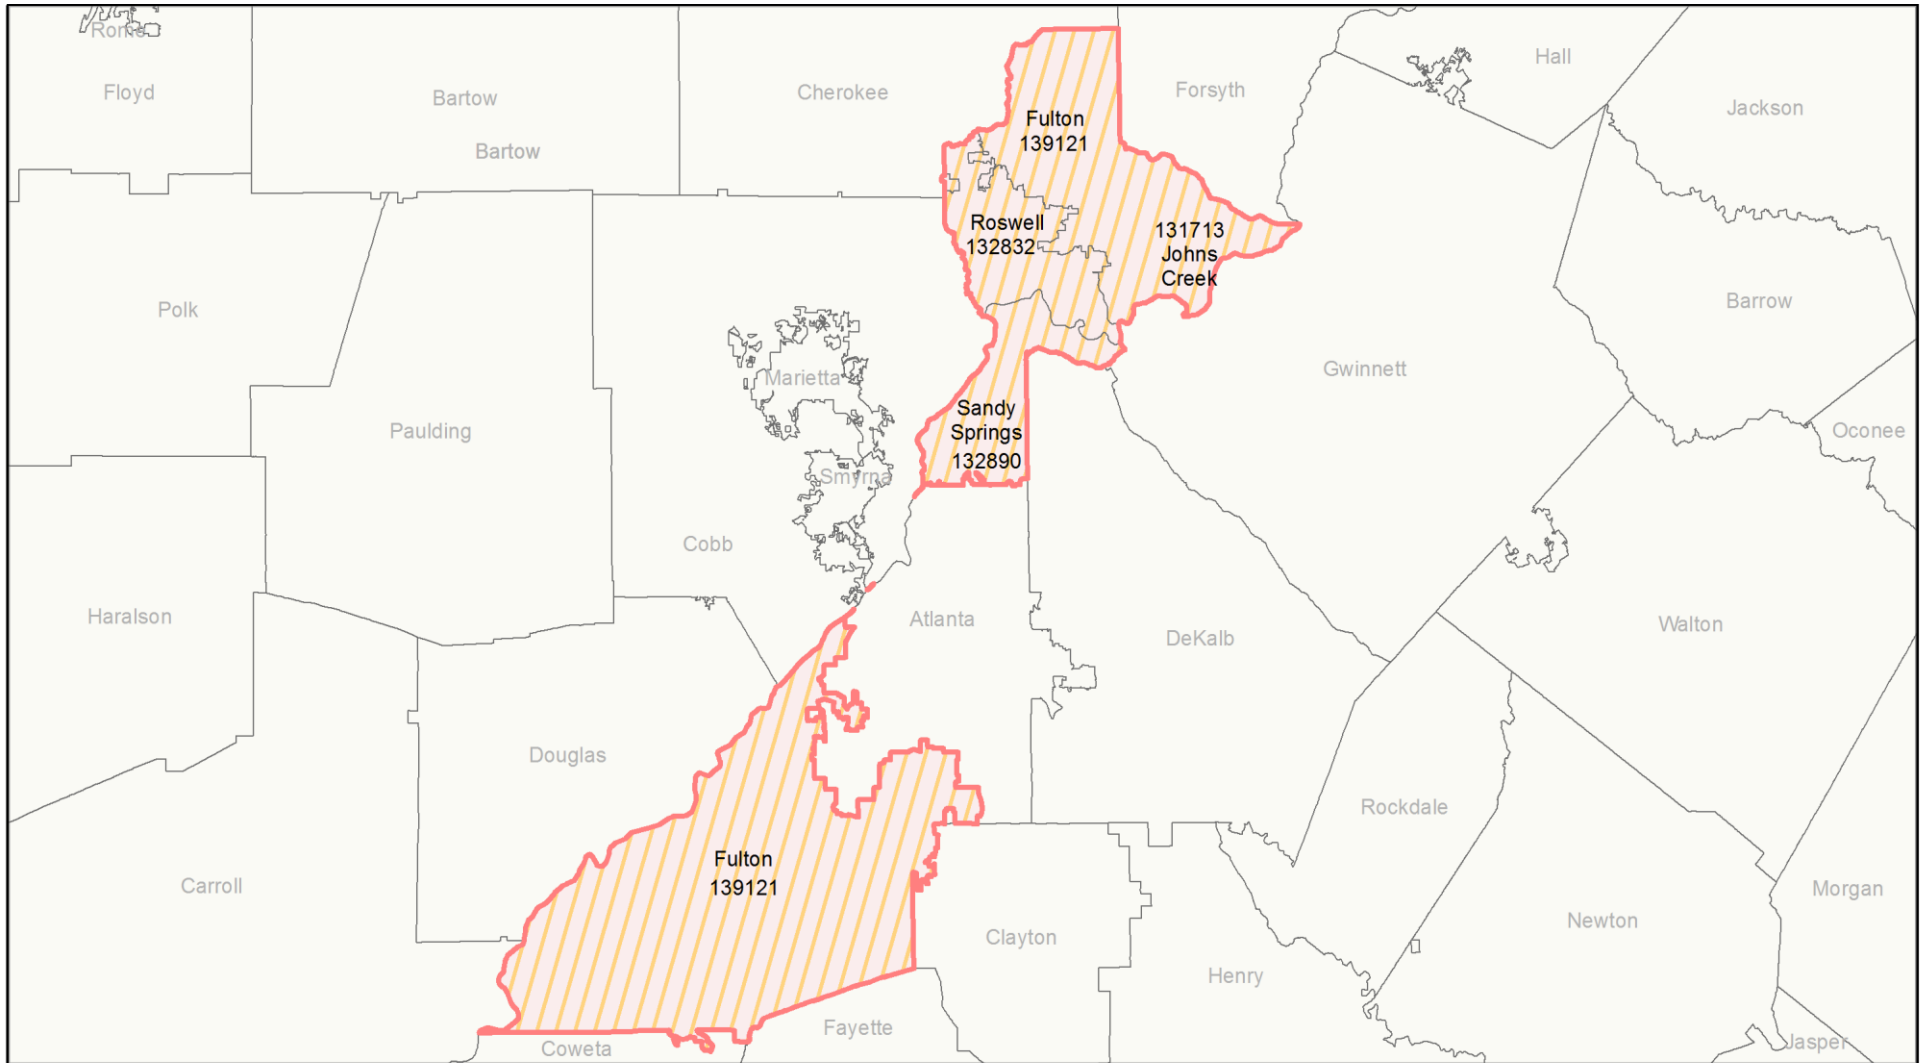 Rome
Floyd
Bartow
Bartow
Cherokee
Forsyth
Hall
Jackson
Fulton
139121
Roswell
132832
131713
Johns
Creek
Polk
Barrow
Marietta
Gwinnett
Paulding
Sandy
Springs
132890
Oconee
Smyrna
Cobb
Haralson
Atlanta
DeKalb
Walton
Douglas
Rockdale
Fulton
139121
Carroll
Morgan
Newton
Clayton
Henry
Fayette
Coweta
Jasper